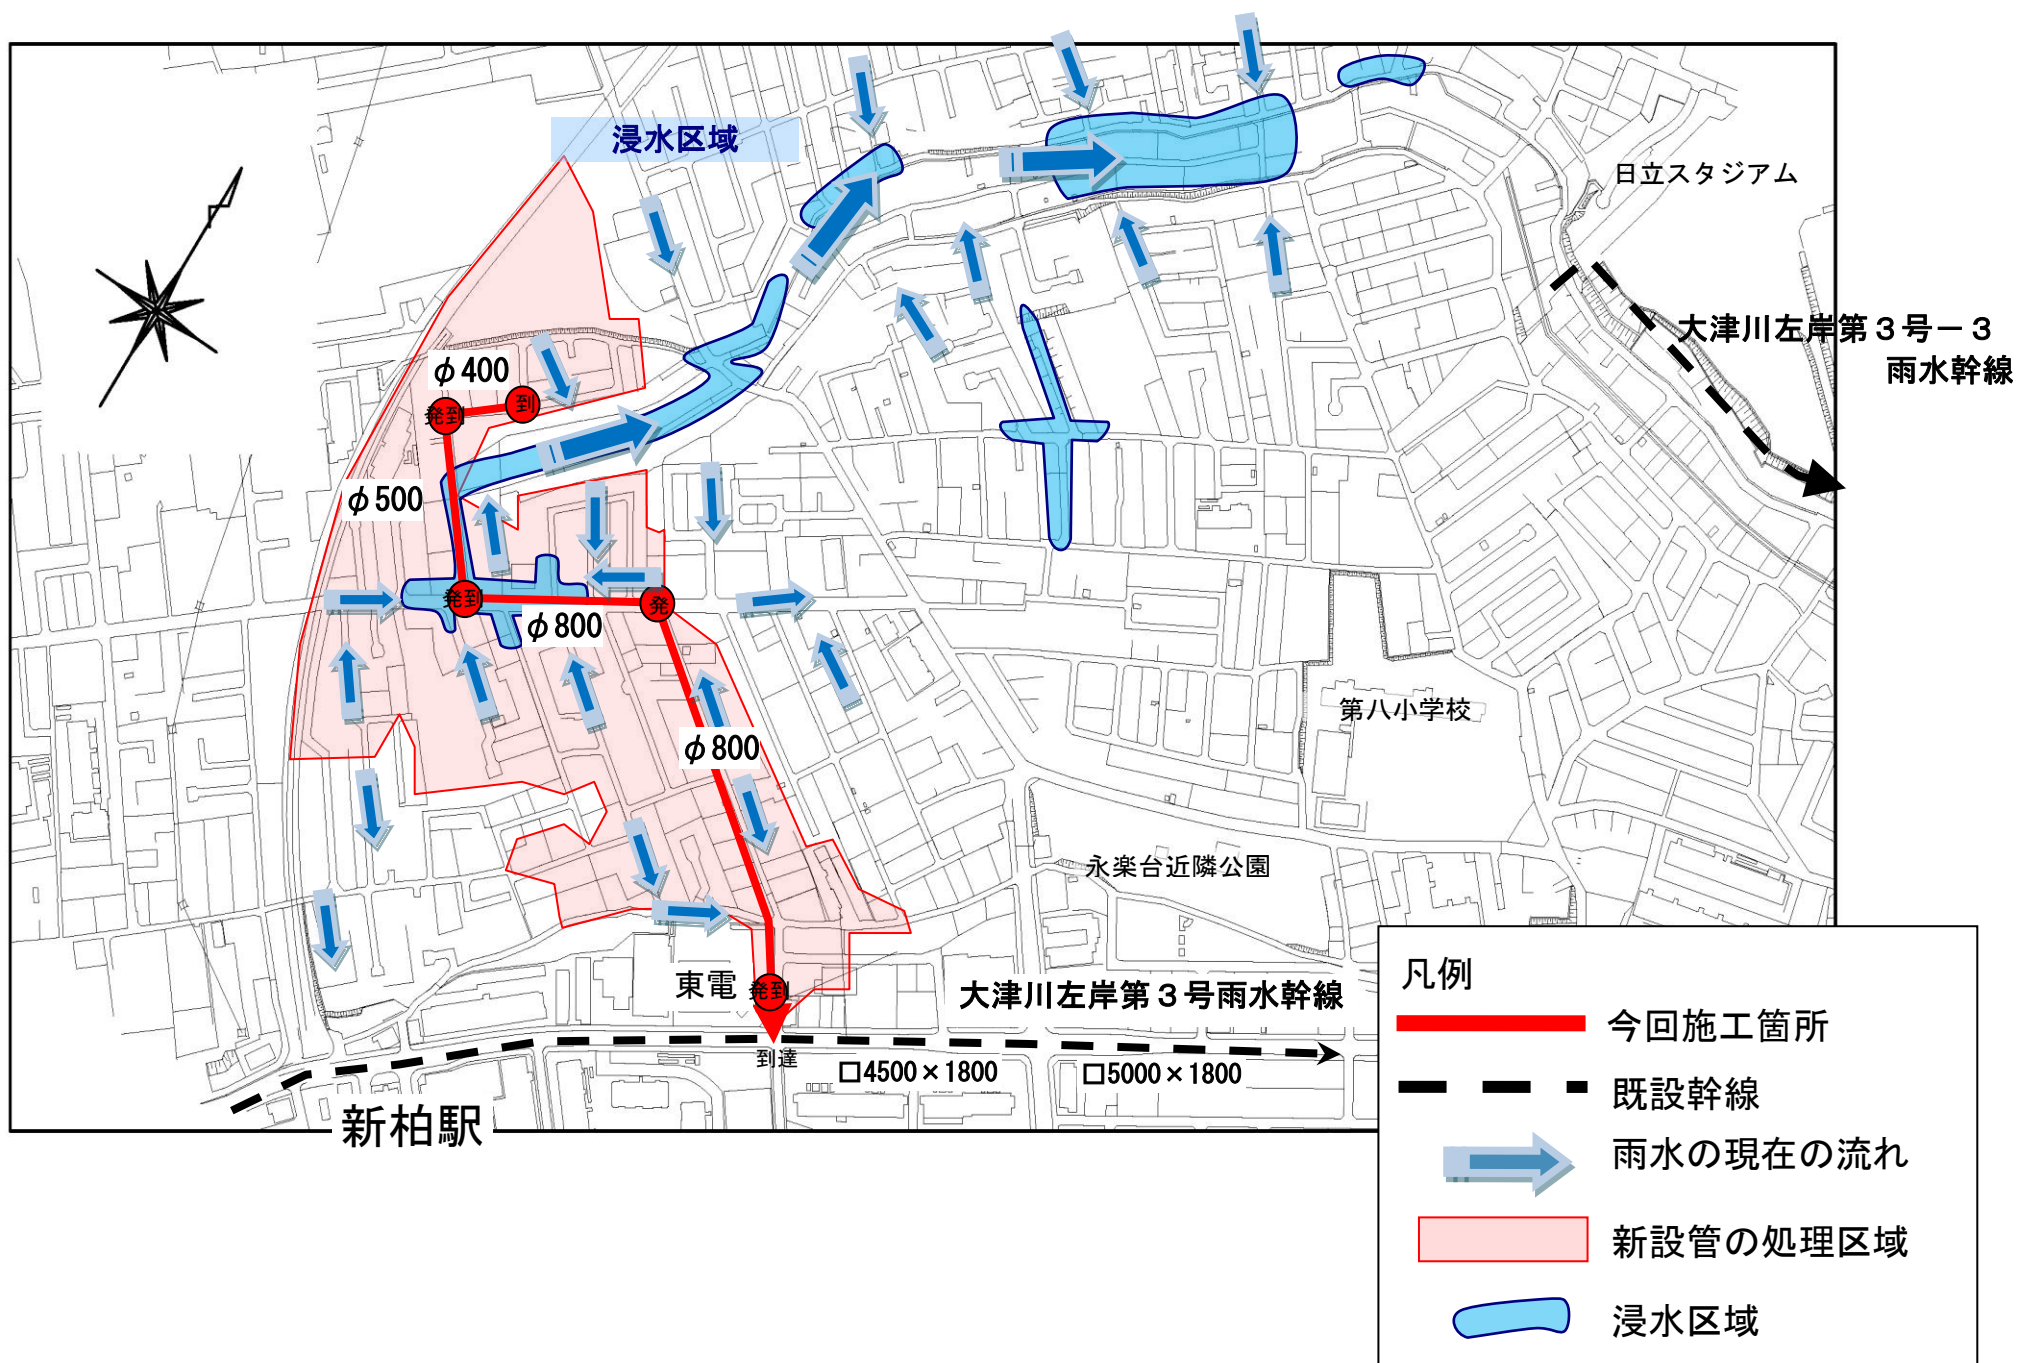 浸水区域
日立スタジアム
大津川左岸第３号－３
雨水幹線
φ400
発到
到
φ500
発到
φ800
発
φ800
第八小学校
永楽台近隣公園
東電
発到
大津川左岸第３号雨水幹線
到達
□4500×1800
□5000×1800
新柏駅
凡例
今回施工箇所
既設幹線
雨水の現在の流れ
新設管の処理区域
浸水区域